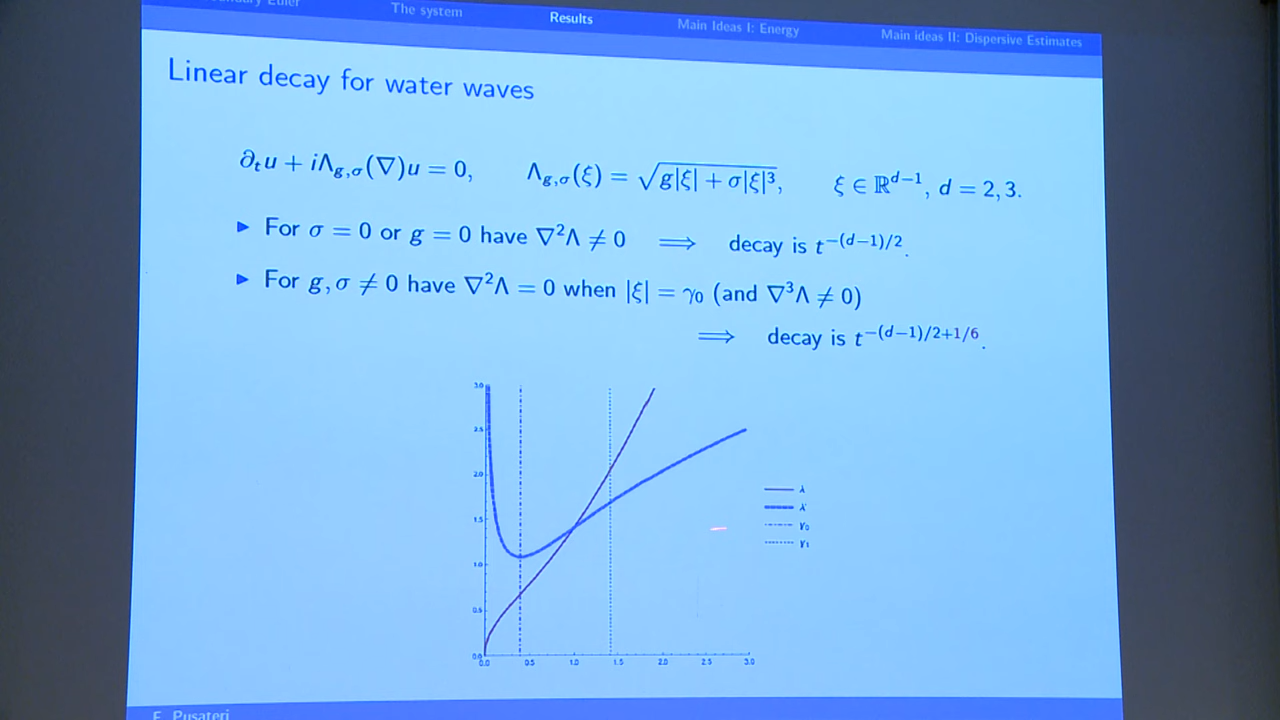 Euler The system Results Main Ideas I: Energy Main ideas II: Dispersive Estimates
Linear decay for water waves
∂ₜu + iΛ_{g,σ}(∇)u = 0, Λ_{g,σ}(ξ) = √(g|ξ| + σ|ξ|³), ξ ∈ ℝ^{d−1}, d = 2, 3.
▶ For σ = 0 or g = 0 have ∇²Λ ≠ 0 ⟹ decay is t^{−(d−1)/2}.
▶ For g, σ ≠ 0 have ∇²Λ = 0 when |ξ| = γ₀ (and ∇³Λ ≠ 0)
⟹ decay is t^{−(d−1)/2+1/6}.
3.0
2.5
2.0
1.5
1.0
0.5
0.0
0.0 0.5 1.0 1.5 2.0 2.5 3.0
λ
λ'
γ₀
γ₁
F. Pusateri